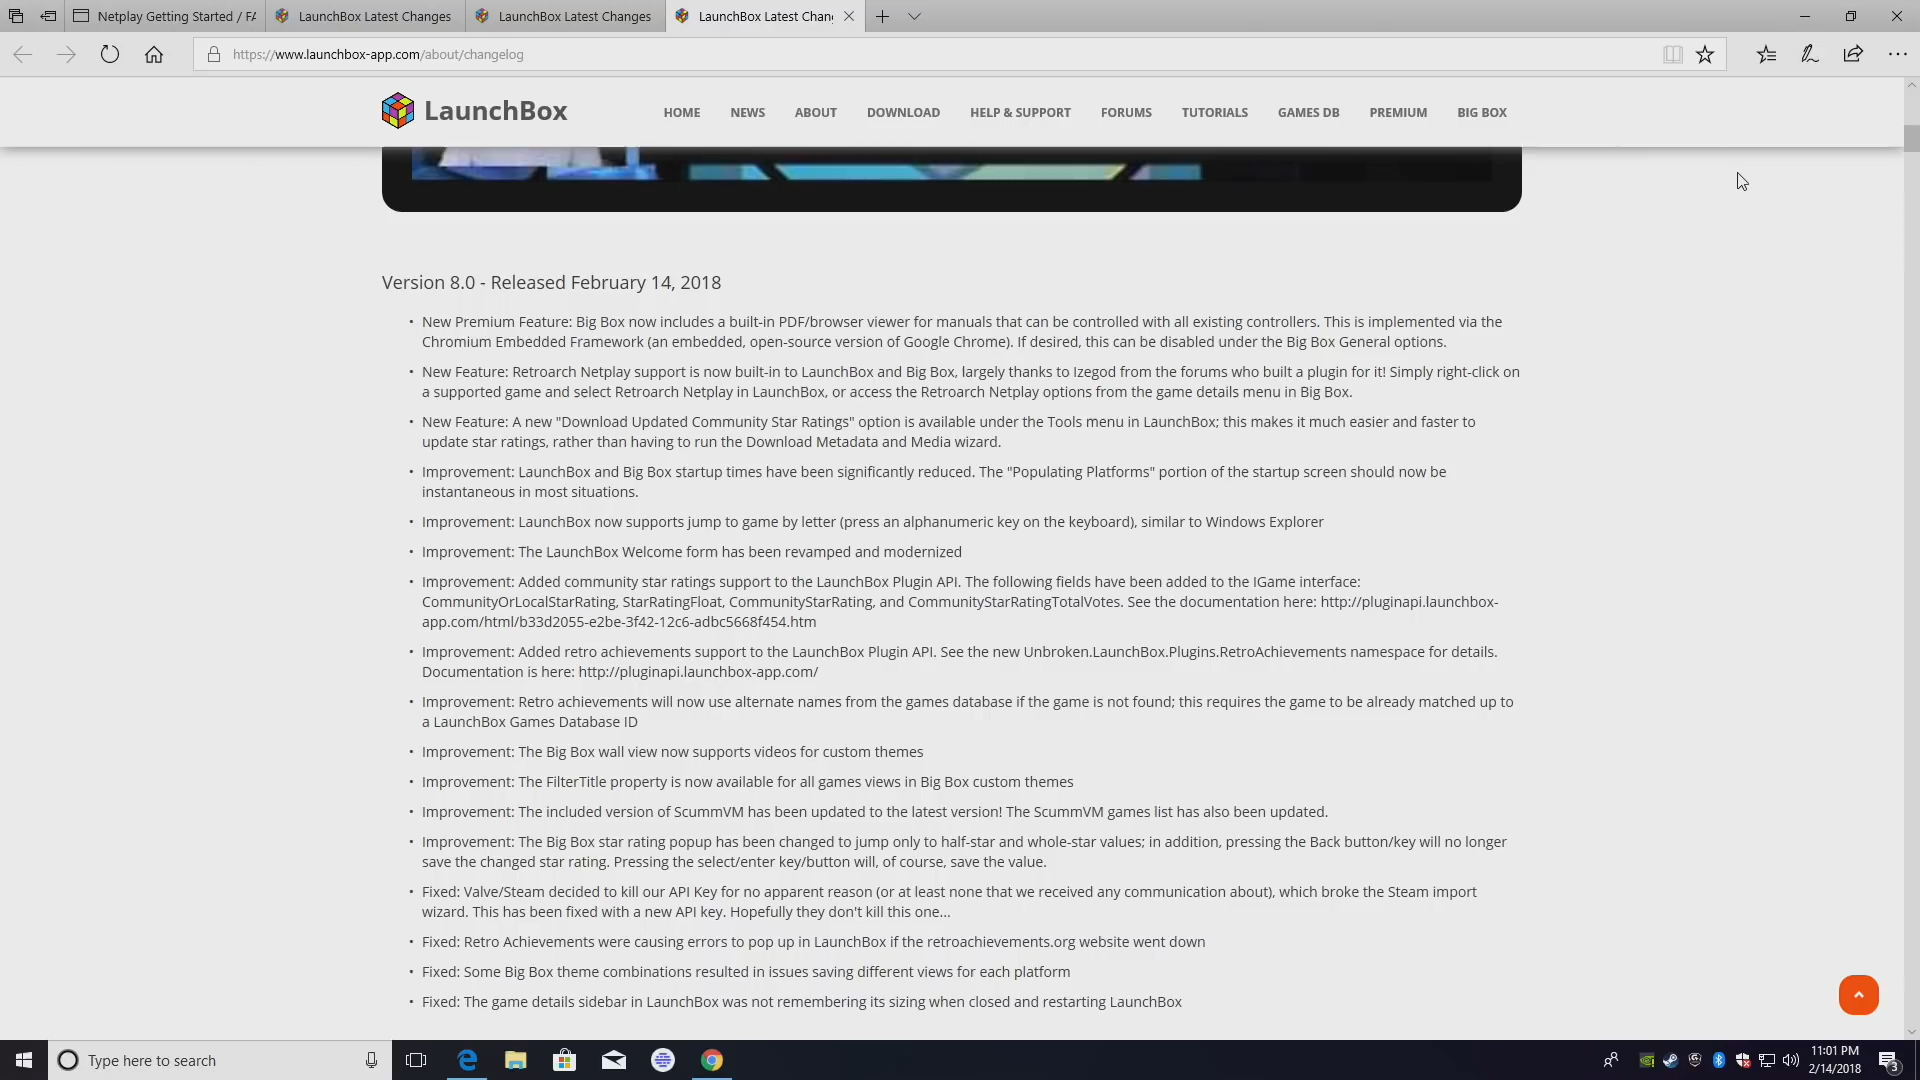 Netplay Getting Started / FA
LaunchBox Latest Changes
LaunchBox Latest Changes
LaunchBox Latest Chan
https://www.launchbox-app.com/about/changelog
LaunchBox
HOME NEWS ABOUT DOWNLOAD HELP & SUPPORT FORUMS TUTORIALS GAMES DB PREMIUM BIG BOX
Version 8.0 - Released February 14, 2018
• New Premium Feature: Big Box now includes a built-in PDF/browser viewer for manuals that can be controlled with all existing controllers. This is implemented via the
Chromium Embedded Framework (an embedded, open-source version of Google Chrome). If desired, this can be disabled under the Big Box General options.
• New Feature: Retroarch Netplay support is now built-in to LaunchBox and Big Box, largely thanks to Izegod from the forums who built a plugin for it! Simply right-click on
a supported game and select Retroarch Netplay in LaunchBox, or access the Retroarch Netplay options from the game details menu in Big Box.
• New Feature: A new "Download Updated Community Star Ratings" option is available under the Tools menu in LaunchBox; this makes it much easier and faster to
update star ratings, rather than having to run the Download Metadata and Media wizard.
• Improvement: LaunchBox and Big Box startup times have been significantly reduced. The "Populating Platforms" portion of the startup screen should now be
instantaneous in most situations.
• Improvement: LaunchBox now supports jump to game by letter (press an alphanumeric key on the keyboard), similar to Windows Explorer
• Improvement: The LaunchBox Welcome form has been revamped and modernized
• Improvement: Added community star ratings support to the LaunchBox Plugin API. The following fields have been added to the IGame interface:
CommunityOrLocalStarRating, StarRatingFloat, CommunityStarRating, and CommunityStarRatingTotalVotes. See the documentation here: http://pluginapi.launchbox-
app.com/html/b33d2055-e2be-3f42-12c6-adbc5668f454.htm
• Improvement: Added retro achievements support to the LaunchBox Plugin API. See the new Unbroken.LaunchBox.Plugins.RetroAchievements namespace for details.
Documentation is here: http://pluginapi.launchbox-app.com/
• Improvement: Retro achievements will now use alternate names from the games database if the game is not found; this requires the game to be already matched up to
a LaunchBox Games Database ID
• Improvement: The Big Box wall view now supports videos for custom themes
• Improvement: The FilterTitle property is now available for all games views in Big Box custom themes
• Improvement: The included version of ScummVM has been updated to the latest version! The ScummVM games list has also been updated.
• Improvement: The Big Box star rating popup has been changed to jump only to half-star and whole-star values; in addition, pressing the Back button/key will no longer
save the changed star rating. Pressing the select/enter key/button will, of course, save the value.
• Fixed: Valve/Steam decided to kill our API Key for no apparent reason (or at least none that we received any communication about), which broke the Steam import
wizard. This has been fixed with a new API key. Hopefully they don't kill this one...
• Fixed: Retro Achievements were causing errors to pop up in LaunchBox if the retroachievements.org website went down
• Fixed: Some Big Box theme combinations resulted in issues saving different views for each platform
• Fixed: The game details sidebar in LaunchBox was not remembering its sizing when closed and restarting LaunchBox
Type here to search
11:01 PM
2/14/2018
3